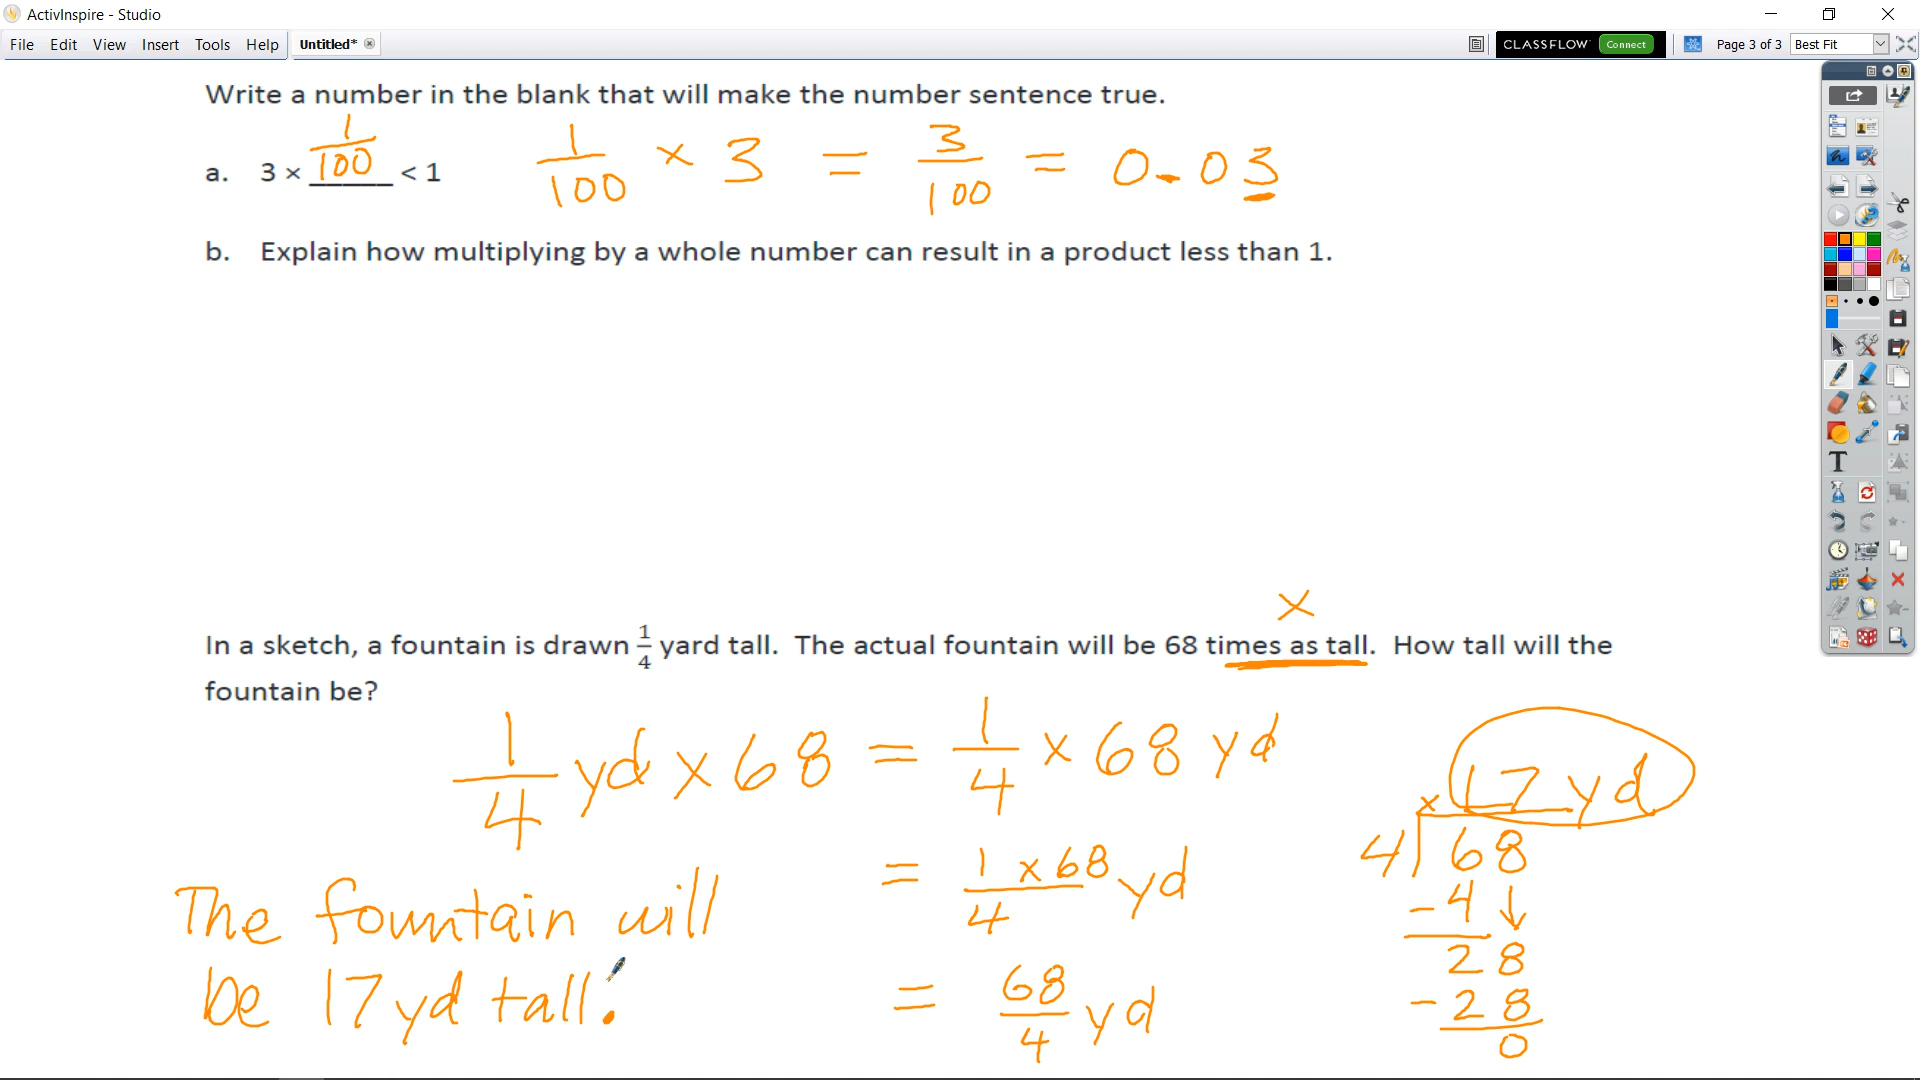 ActivInspire - Studio
File Edit View Insert Tools Help Untitled* CLASSFLOW Connect Page 3 of 3 Best Fit
Write a number in the blank that will make the number sentence true.
a. 3 × 1/100 < 1 1/100 × 3 = 3/100 = 0.03
b. Explain how multiplying by a whole number can result in a product less than 1.
x
In a sketch, a fountain is drawn 1/4 yard tall. The actual fountain will be 68 times as tall. How tall will the
fountain be?
1/4 yd × 68 = 1/4 × 68 yd
x 17 yd
4 68
= 1 × 68/4 yd
- 4 ↓
The fountain will
28
be 17 yd tall.
= 68/4 yd
- 28
0
T